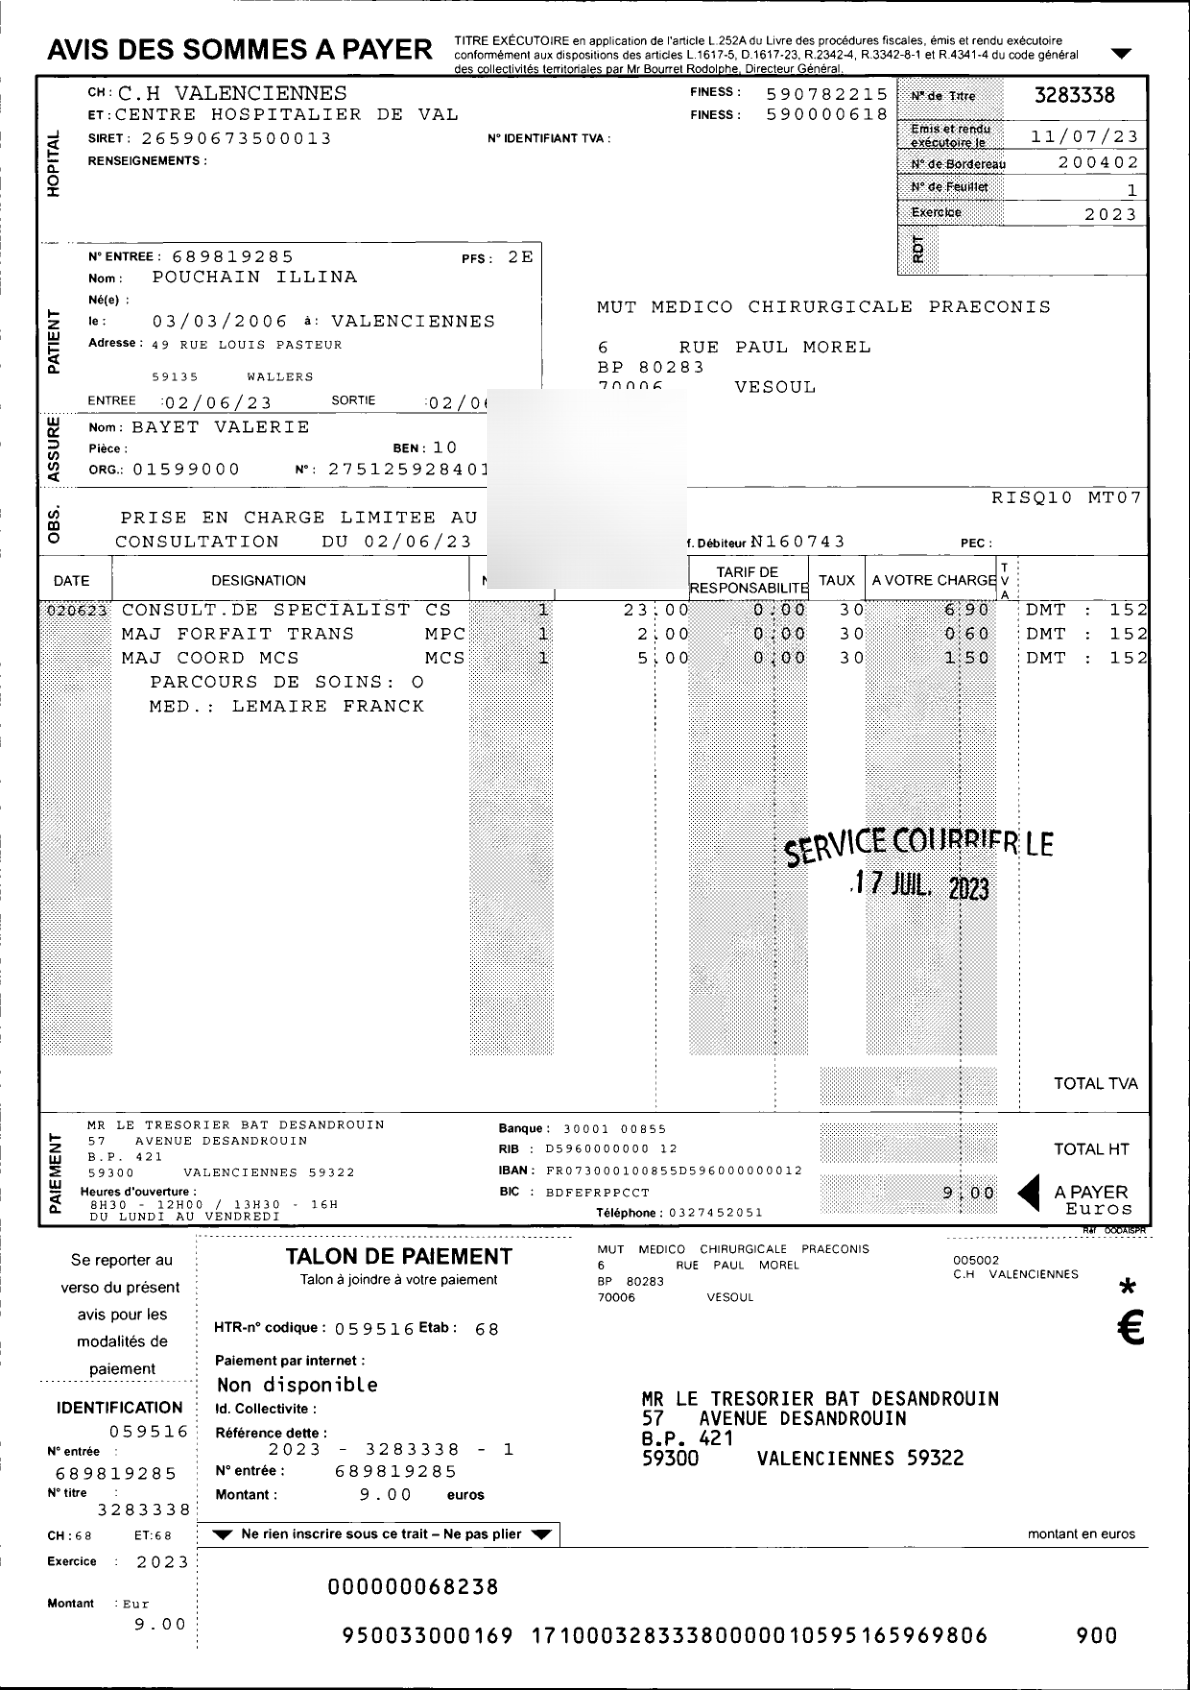 AVIS DES SOMMES A PAYER
TITRE EXÉCUTOIRE en application de l'article L.252A du Livre des procédures fiscales, émis et rendu exécutoire
conformément aux dispositions des articles L.1617-5, D.1617-23, R.2342-4, R.3342-8-1 et R.4341-4 du code général
des collectivités territoriales par Mr Bourret Rodolphe, Directeur Général.
HOPITAL
CH : C.H VALENCIENNES
FINESS : 590782215
ET : CENTRE HOSPITALIER DE VAL
FINESS : 590000618
SIRET : 26590673500013
N° IDENTIFIANT TVA :
RENSEIGNEMENTS :
N° de Titre 3283338
Emis et rendu exécutoire le 11/07/23
N° de Bordereau 200402
N° de Feuillet 1
Exercice 2023
RDT
PATIENT
N° ENTREE : 689819285 PFS : 2E
Nom : POUCHAIN ILLINA
Né(e) :
le : 03/03/2006 à : VALENCIENNES
Adresse : 49 RUE LOUIS PASTEUR
59135 WALLERS
ENTREE :02/06/23 SORTIE :02/0
MUT MEDICO CHIRURGICALE PRAECONIS
6 RUE PAUL MOREL
BP 80283
70006 VESOUL
ASSURE
Nom : BAYET VALERIE
Pièce : BEN : 10
ORG.: 01599000 N° : 275125928401
RISQ10 MT07
OBS.
PRISE EN CHARGE LIMITEE AU
CONSULTATION DU 02/06/23
f. Débiteur N160743 PEC :
DATE DESIGNATION N TARIF DE RESPONSABILITE TAUX A VOTRE CHARGE TVA
020623 CONSULT.DE SPECIALIST CS 1 23.00 0.00 30 6 90 DMT : 152
MAJ FORFAIT TRANS MPC 1 2.00 0.00 30 0 60 DMT : 152
MAJ COORD MCS MCS 1 5.00 0.00 30 1 50 DMT : 152
PARCOURS DE SOINS: O
MED.: LEMAIRE FRANCK
SERVICE COURRIER LE
17 JUIL. 2023
TOTAL TVA
PAIEMENT
MR LE TRESORIER BAT DESANDROUIN
57 AVENUE DESANDROUIN
B.P. 421
59300 VALENCIENNES 59322
Heures d'ouverture :
8H30 - 12H00 / 13H30 - 16H
DU LUNDI AU VENDREDI
Banque : 30001 00855
RIB : D5960000000 12
IBAN : FR073000100855D596000000012
BIC : BDFEFRPPCCT
Téléphone : 0327452051
TOTAL HT
9.00 A PAYER
Euros
Réf DODAISPR
Se reporter au
verso du présent
avis pour les
modalités de
paiement
TALON DE PAIEMENT
Talon à joindre à votre paiement
MUT MEDICO CHIRURGICALE PRAECONIS
6 RUE PAUL MOREL
BP 80283
70006 VESOUL
005002
C.H VALENCIENNES
*
€
HTR-n° codique : 059516 Etab : 68
Paiement par internet :
Non disponible
Id. Collectivite :
Référence dette :
2023 - 3283338 - 1
N° entrée : 689819285
Montant : 9.00 euros
MR LE TRESORIER BAT DESANDROUIN
57 AVENUE DESANDROUIN
B.P. 421
59300 VALENCIENNES 59322
IDENTIFICATION
059516
N° entrée :
689819285
N° titre :
3283338
CH :68 ET:68
Exercice : 2023
Montant : Eur
9.00
Ne rien inscrire sous ce trait – Ne pas plier
montant en euros
000000068238
950033000169 171000328333800000010595165969806 900